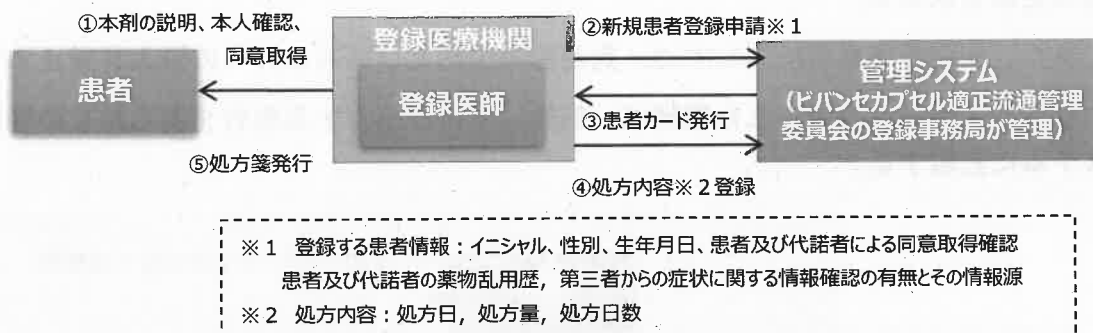 ①本剤の説明、本人確認、
同意取得
患者
⑤処方箋発行
登録医療機関
登録医師
②新規患者登録申請※1
③患者カード発行
④処方内容※2登録
管理システム
(ビバンセカプセル適正流通管理
委員会の登録事務局が管理)
※1 登録する患者情報：イニシャル、性別、生年月日、患者及び代諾者による同意取得確認
患者及び代諾者の薬物乱用歴，第三者からの症状に関する情報確認の有無とその情報源
※2 処方内容：処方日，処方量，処方日数